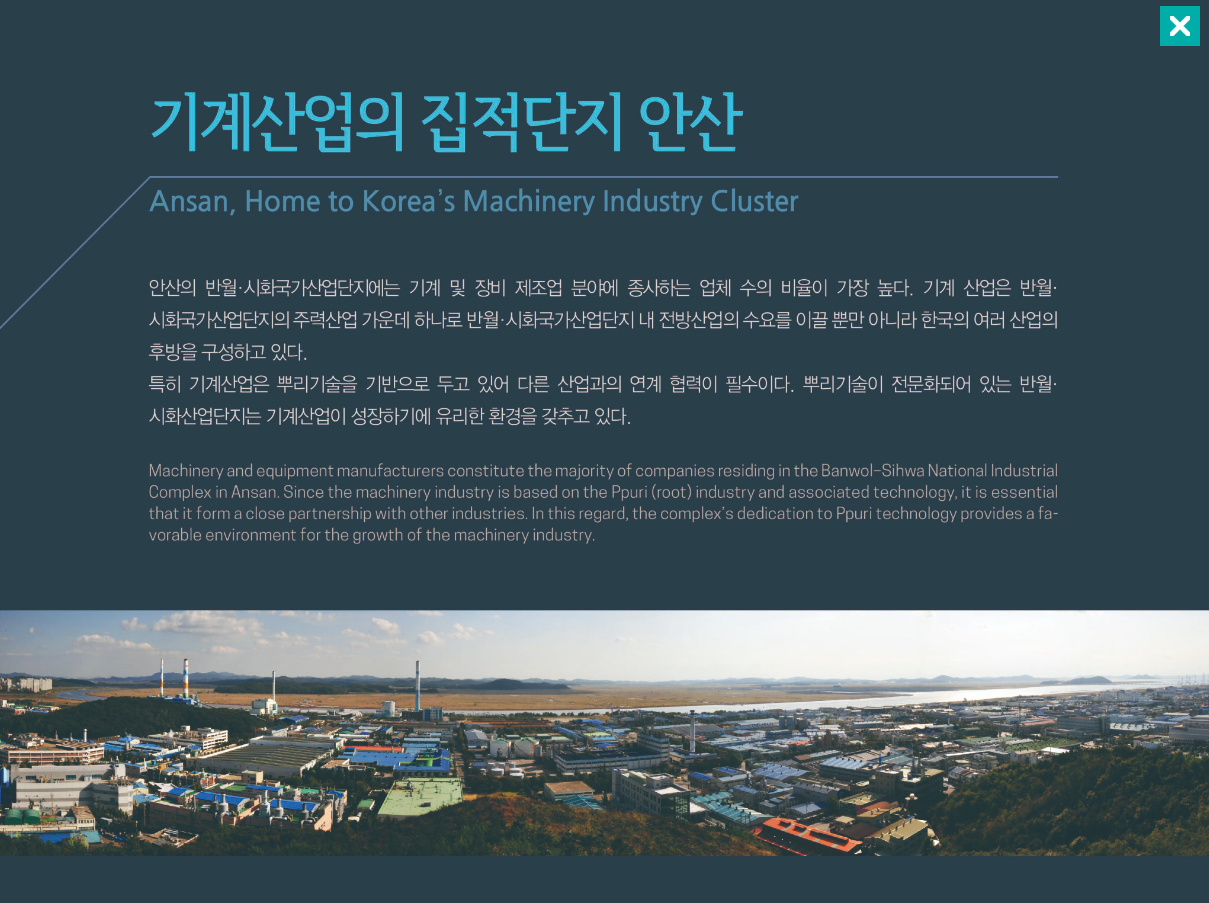 기계산업의 집적단지 안산
Ansan, Home to Korea’s Machinery Industry Cluster
안산의 반월·시화국가산업단지에는 기계 및 장비 제조업 분야에 종사하는 업체 수의 비율이 가장 높다. 기계 산업은 반월·
시화국가산업단지의 주력산업 가운데 하나로 반월·시화국가산업단지 내 전방산업의 수요를 이끌 뿐만 아니라 한국의 여러 산업의
후방을 구성하고 있다.
특히 기계산업은 뿌리기술을 기반으로 두고 있어 다른 산업과의 연계 협력이 필수이다. 뿌리기술이 전문화되어 있는 반월·
시화산업단지는 기계산업이 성장하기에 유리한 환경을 갖추고 있다.
Machinery and equipment manufacturers constitute the majority of companies residing in the Banwol-Sihwa National Industrial
Complex in Ansan. Since the machinery industry is based on the Ppuri (root) industry and associated technology, it is essential
that it form a close partnership with other industries. In this regard, the complex’s dedication to Ppuri technology provides a fa-
vorable environment for the growth of the machinery industry.